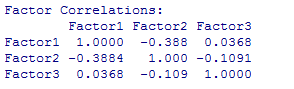 Factor Correlations:
Factor1 Factor2 Factor3
Factor1 1.0000 -0.388 0.0368
Factor2 -0.3884 1.000 -0.1091
Factor3 0.0368 -0.109 1.0000